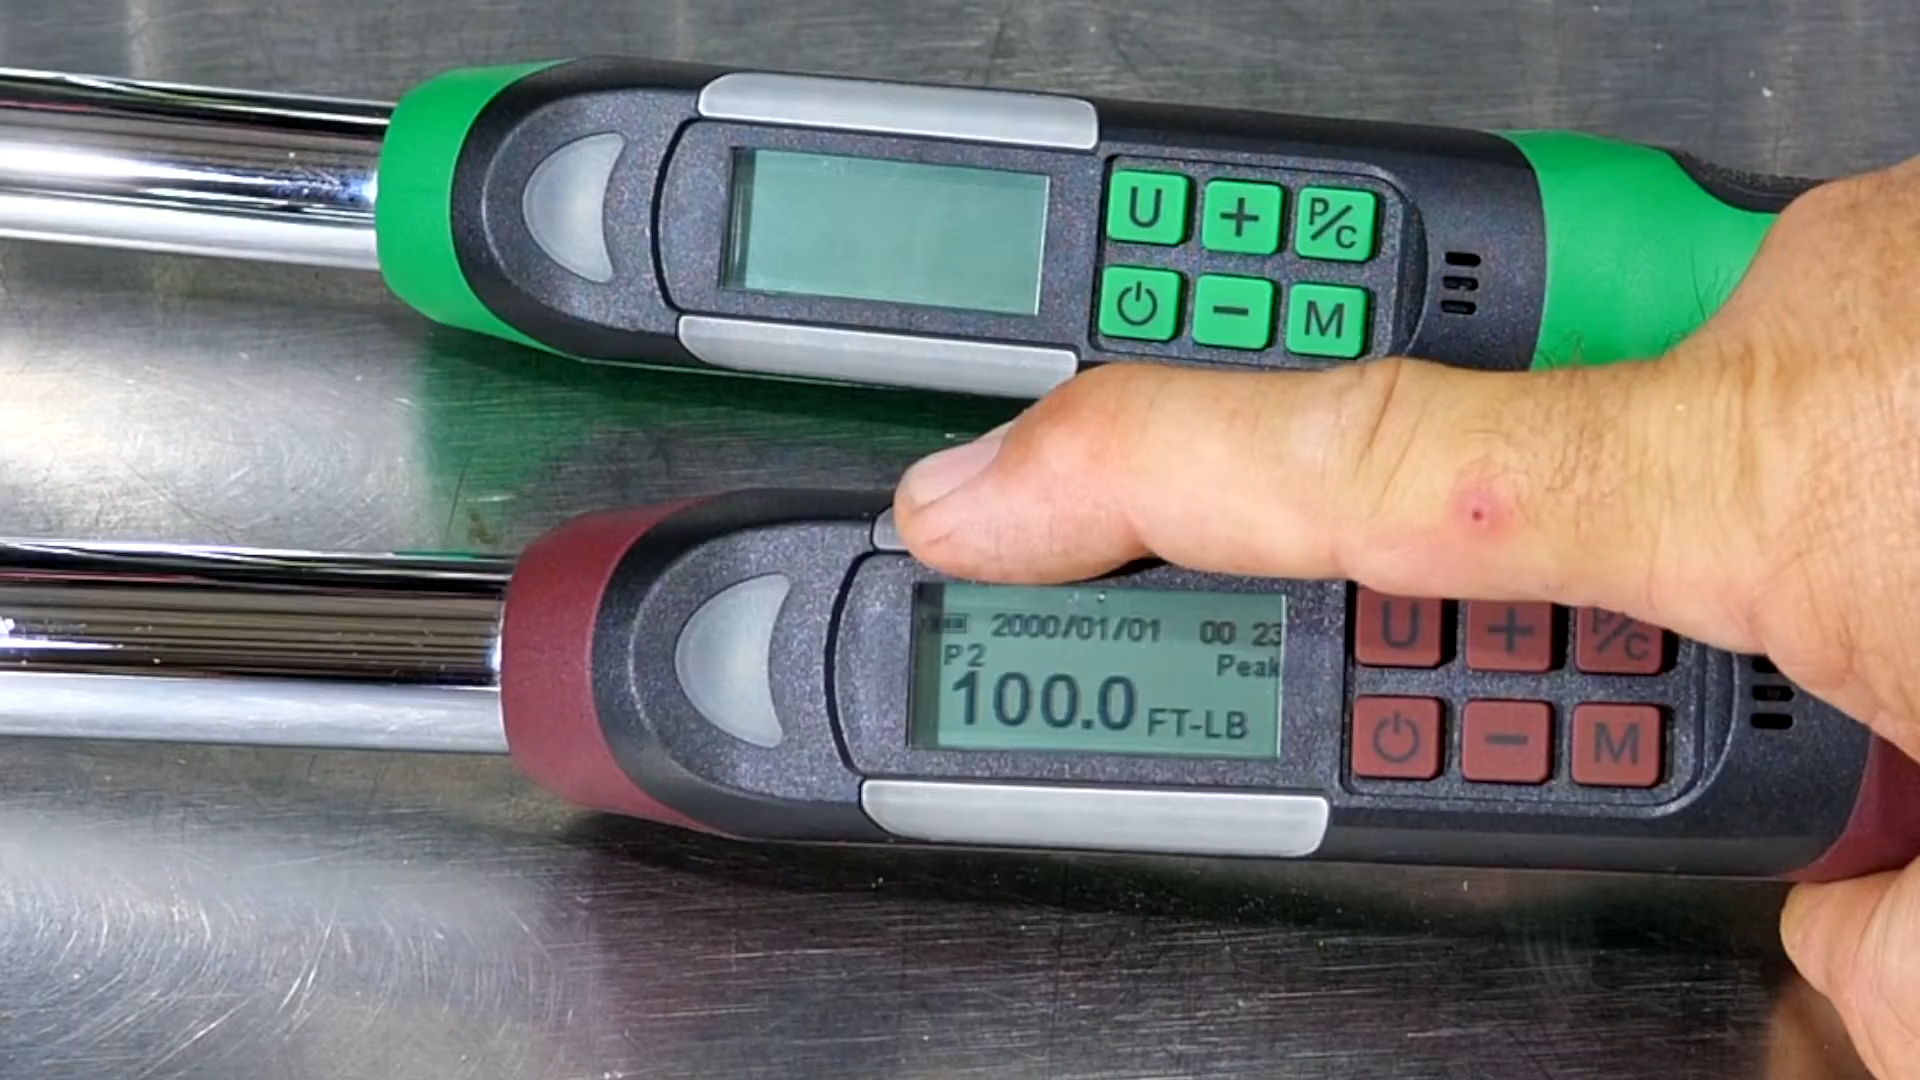 U + P/C
⏻ − M
2000/01/01 00 23
P2 Peak
100.0 FT-LB
U + P/C
⏻ − M